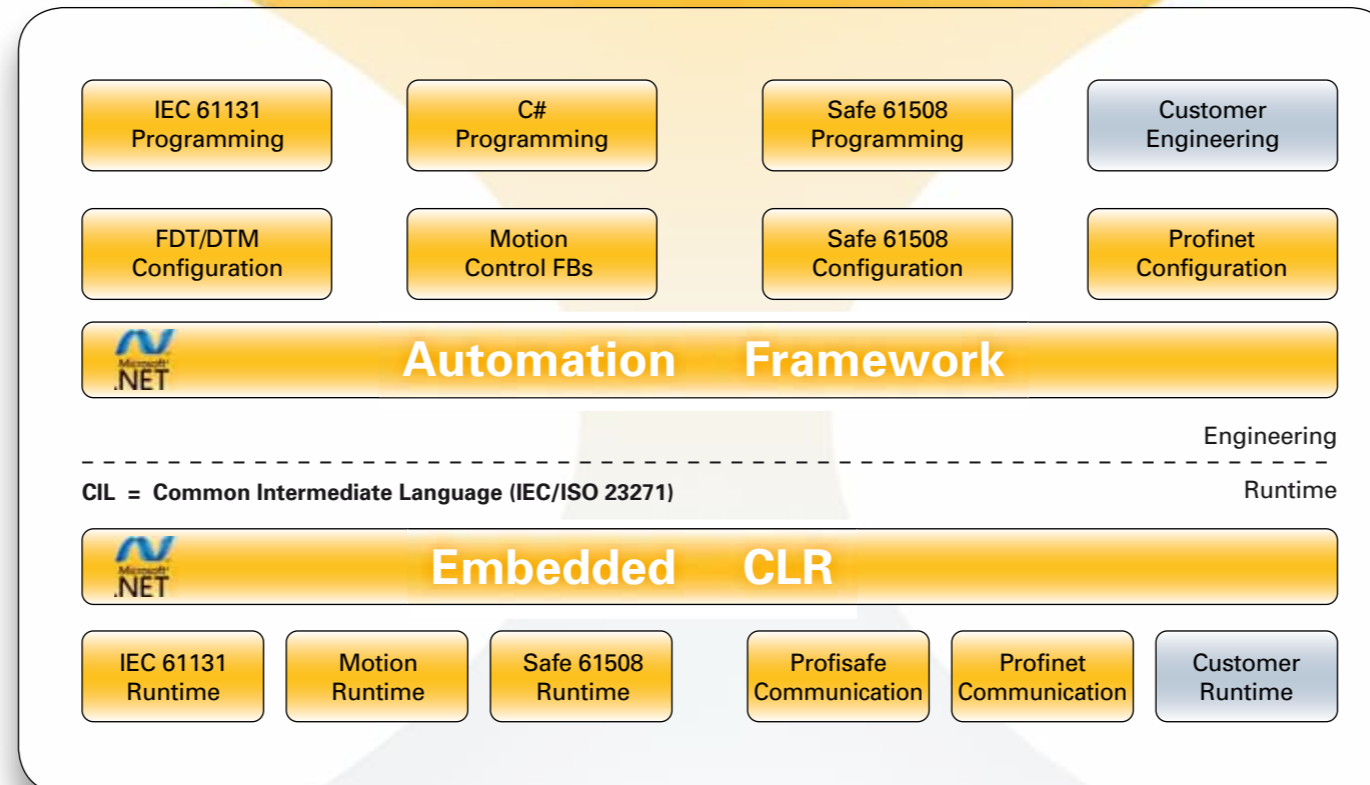 IEC 61131
Programming
C#
Programming
Safe 61508
Programming
Customer
Engineering
FDT/DTM
Configuration
Motion
Control FBs
Safe 61508
Configuration
Profinet
Configuration
Microsoft
.NET
Automation Framework
Engineering
CIL = Common Intermediate Language (IEC/ISO 23271)
Runtime
Microsoft
.NET
Embedded CLR
IEC 61131
Runtime
Motion
Runtime
Safe 61508
Runtime
Profisafe
Communication
Profinet
Communication
Customer
Runtime